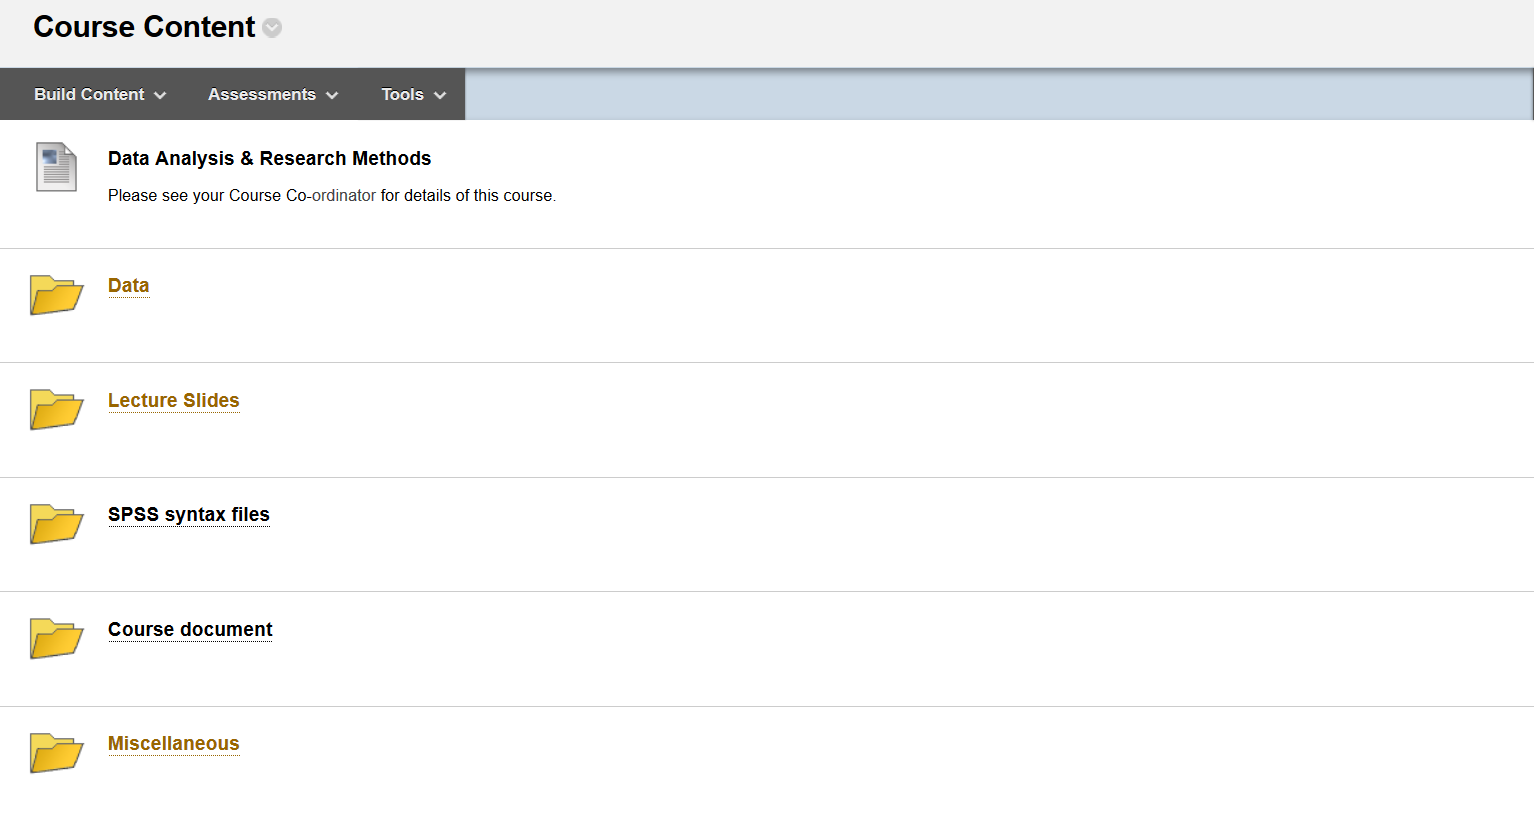 Course Content
Build Content Assessments Tools
Data Analysis & Research Methods
Please see your Course Co-ordinator for details of this course.
Data
Lecture Slides
SPSS syntax files
Course document
Miscellaneous